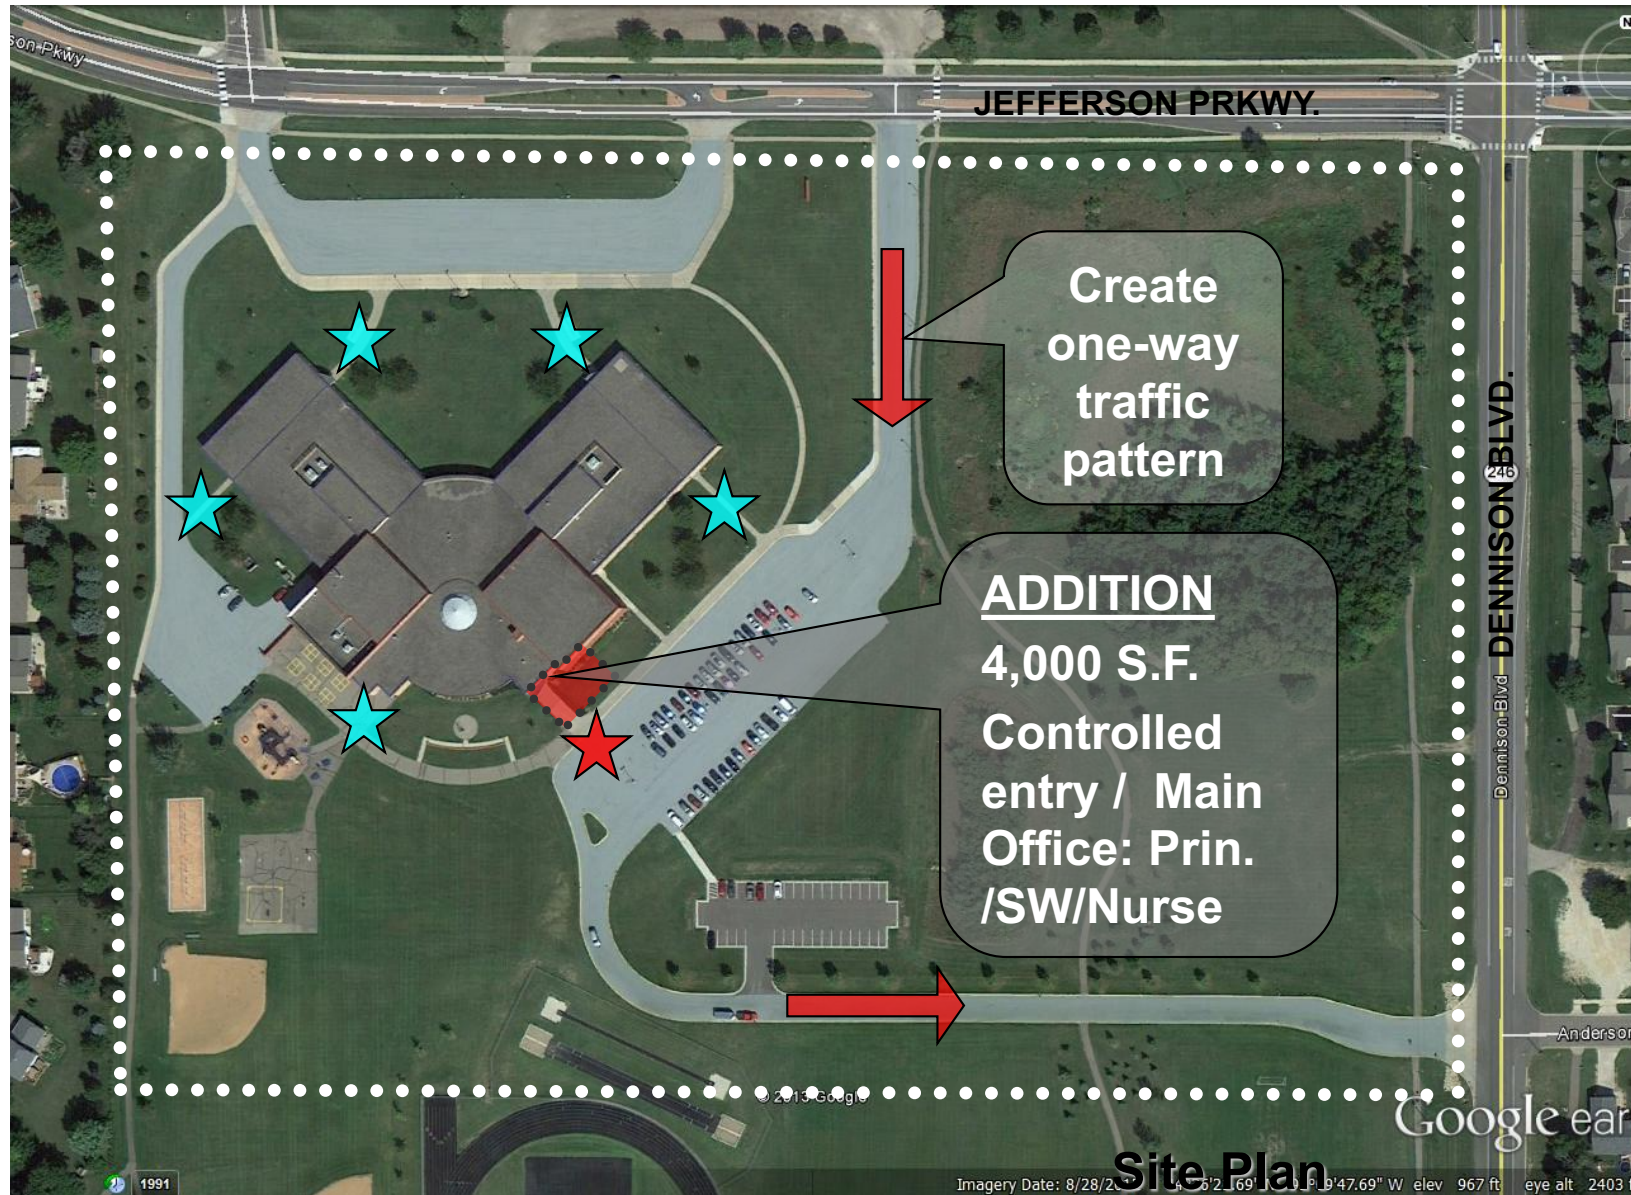 son Pkwy
N
JEFFERSON PRKWY.
Create
one-way
traffic
pattern
DENNISON BLVD.
246
ADDITION
4,000 S.F.
Controlled
entry / Main
Office: Prin.
/SW/Nurse
Dennison Blvd
Anderson
© 2013 Google
Google ear
Site Plan
1991
Imagery Date: 8/28/20 47.69" W elev 967 ft eye alt 2403 f